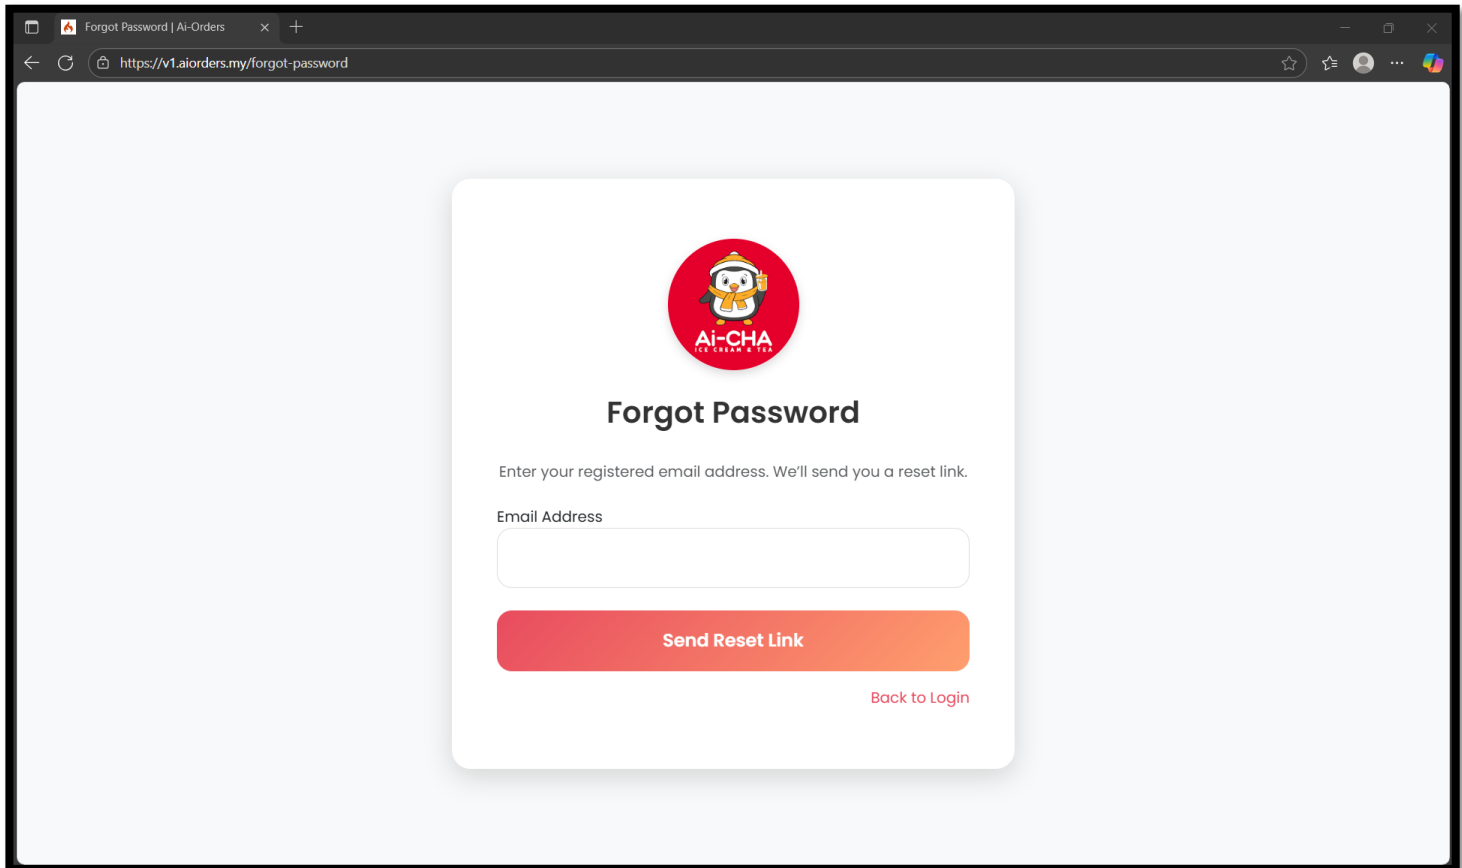 Forgot Password | Ai-Orders
https://v1.aiorders.my/forgot-password
Ai-CHA
ICE CREAM & TEA
Forgot Password
Enter your registered email address. We’ll send you a reset link.
Email Address
Send Reset Link
Back to Login